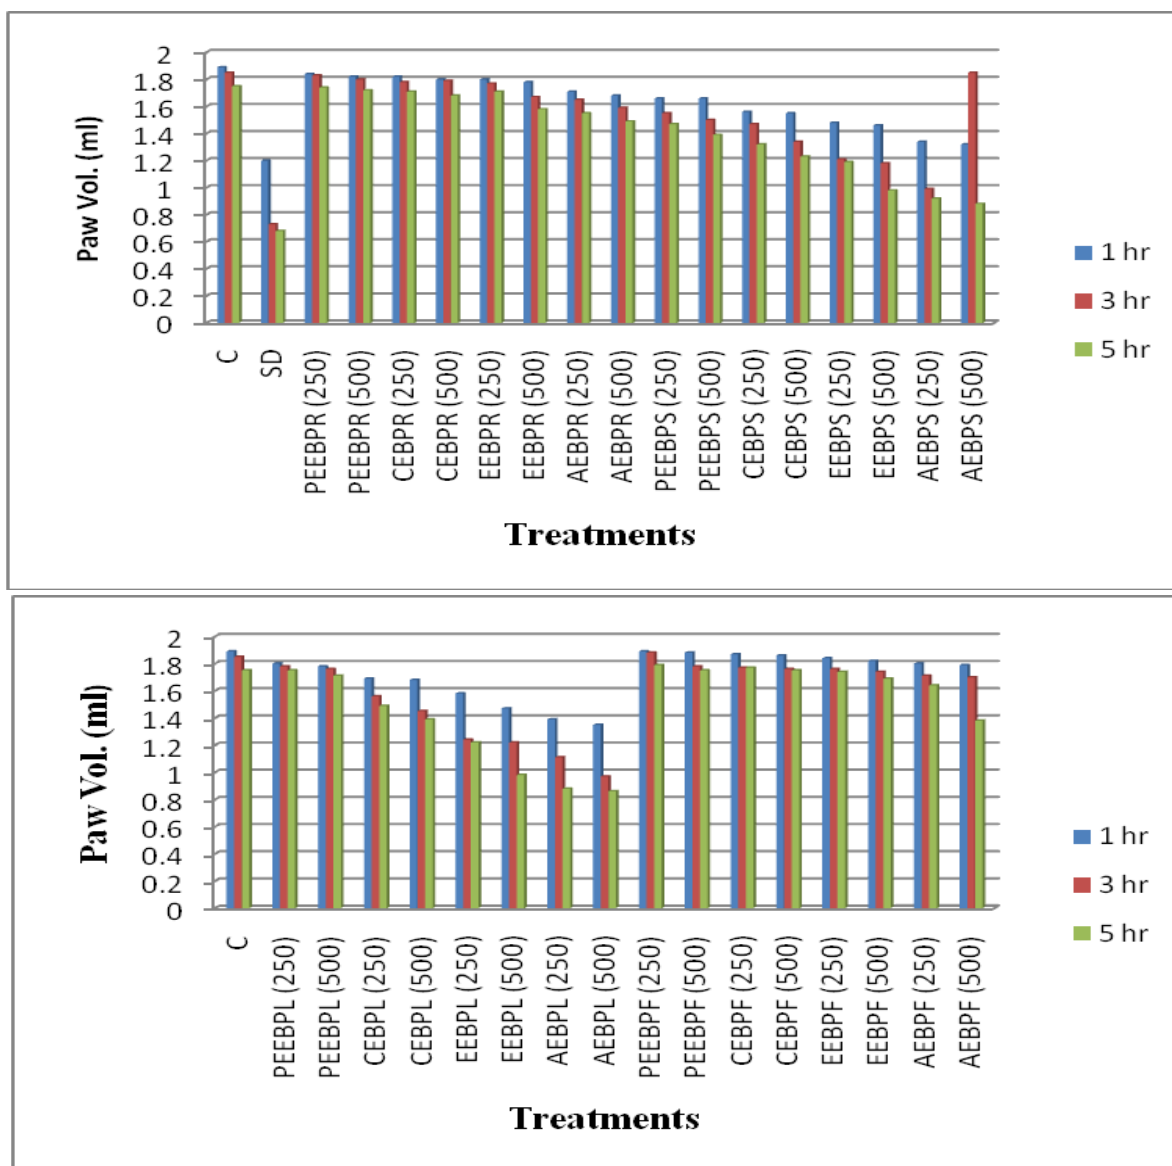 Paw Vol. (ml)
2
1.8
1.6
1.4
1.2
1
0.8
0.6
0.4
0.2
0
C
SD
PEEBPR (250)
PEEBPR (500)
CEBPR (250)
CEBPR (500)
EEBPR (250)
EEBPR (500)
AEBPR (250)
AEBPR (500)
PEEBPS (250)
PEEBPS (500)
CEBPS (250)
CEBPS (500)
EEBPS (250)
EEBPS (500)
AEBPS (250)
AEBPS (500)
Treatments
1 hr
3 hr
5 hr
Paw Vol. (ml)
2
1.8
1.6
1.4
1.2
1
0.8
0.6
0.4
0.2
0
C
PEEBPL (250)
PEEBPL (500)
CEBPL (250)
CEBPL (500)
EEBPL (250)
EEBPL (500)
AEBPL (250)
AEBPL (500)
PEEBPF (250)
PEEBPF (500)
CEBPF (250)
CEBPF (500)
EEBPF (250)
EEBPF (500)
AEBPF (250)
AEBPF (500)
Treatments
1 hr
3 hr
5 hr